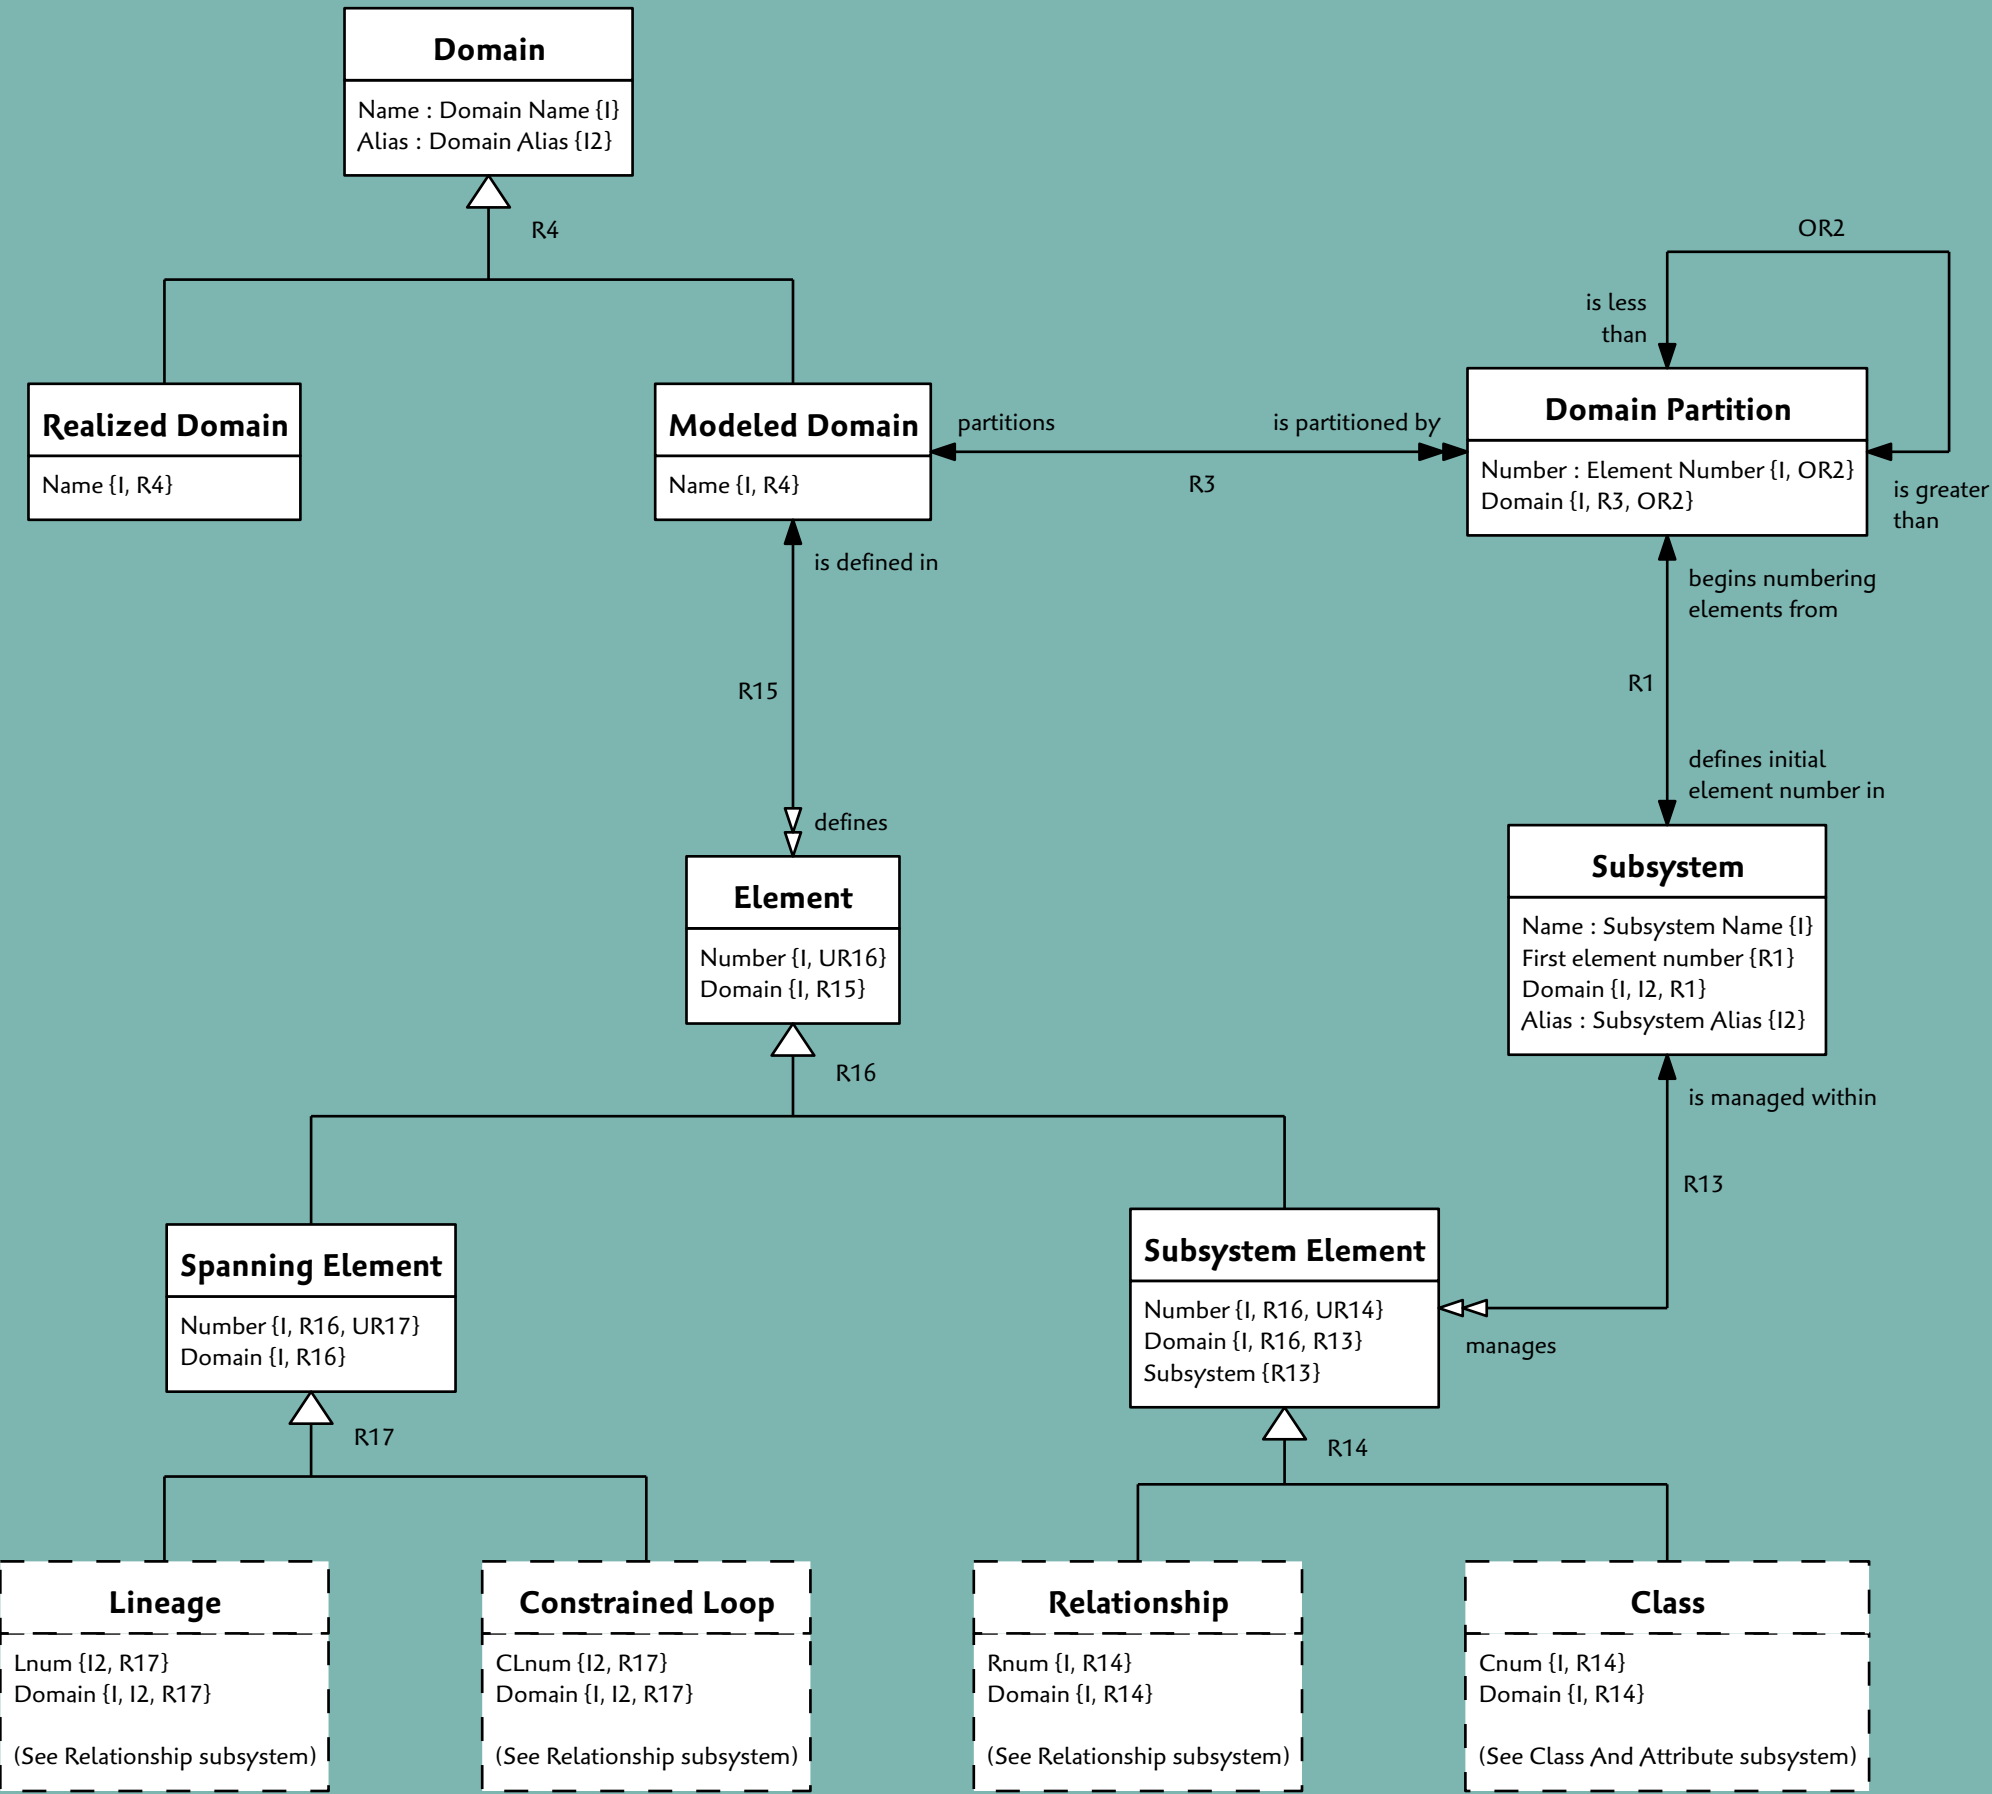 Domain
Name : Domain Name {I}
Alias : Domain Alias {I2}
R4
OR2
is less
than
Realized Domain
Name {I, R4}
Modeled Domain
Name {I, R4}
partitions
is partitioned by
R3
Domain Partition
Number : Element Number {I, OR2}
Domain {I, R3, OR2}
is greater
than
is defined in
begins numbering
elements from
R15
R1
defines initial
element number in
defines
Element
Number {I, UR16}
Domain {I, R15}
Subsystem
Name : Subsystem Name {I}
First element number {R1}
Domain {I, I2, R1}
Alias : Subsystem Alias {I2}
R16
is managed within
R13
Spanning Element
Number {I, R16, UR17}
Domain {I, R16}
Subsystem Element
Number {I, R16, UR14}
Domain {I, R16, R13}
Subsystem {R13}
manages
R17
R14
Lineage
Lnum {I2, R17}
Domain {I, I2, R17}
(See Relationship subsystem)
Constrained Loop
CLnum {I2, R17}
Domain {I, I2, R17}
(See Relationship subsystem)
Relationship
Rnum {I, R14}
Domain {I, R14}
(See Relationship subsystem)
Class
Cnum {I, R14}
Domain {I, R14}
(See Class And Attribute subsystem)